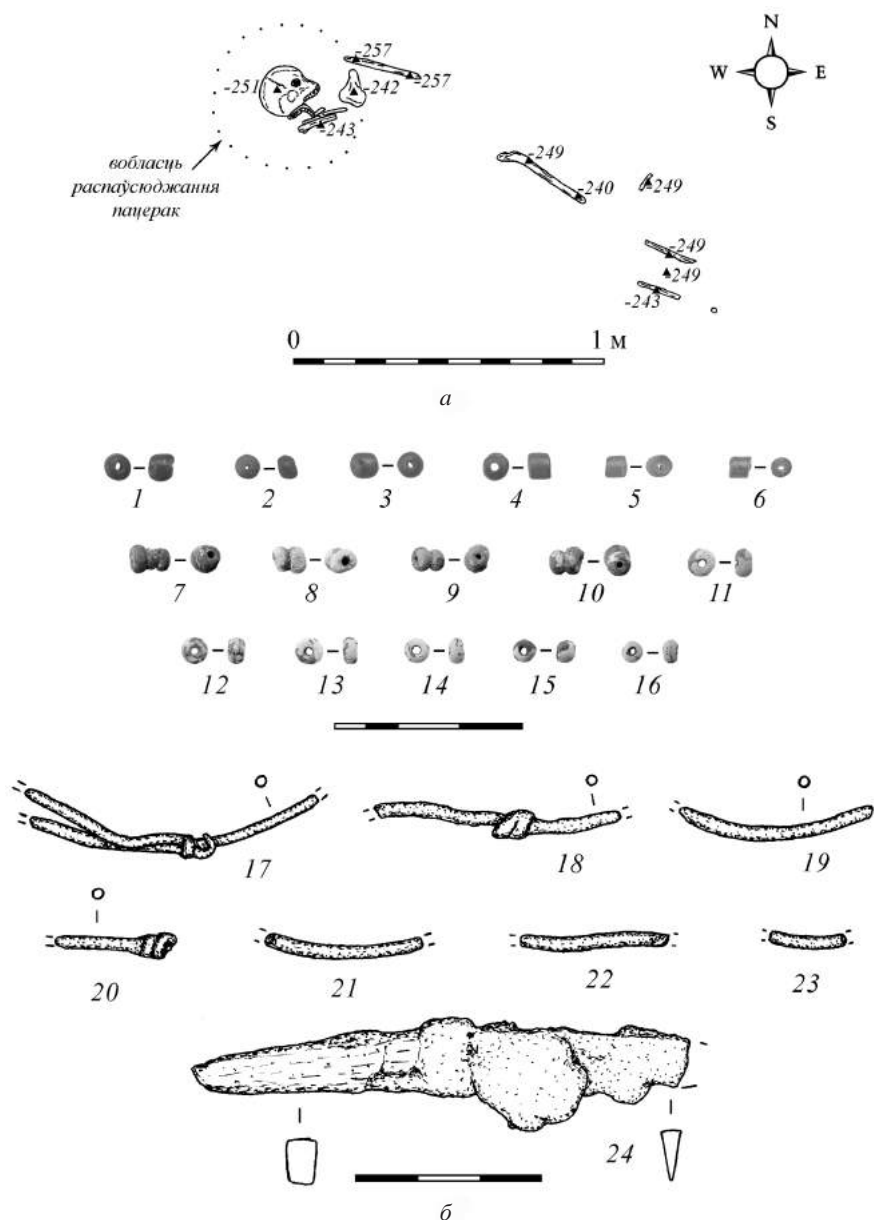 N
W E
S
-257
-257
-251
-242
-243
вобласць
распаўсюджання
пацерак
-249
-240
-249
-249
-249
-243
0 1 м
а
1 2 3 4 5 6
7 8 9 10 11
12 13 14 15 16
17 18 19
20 21 22 23
24
б